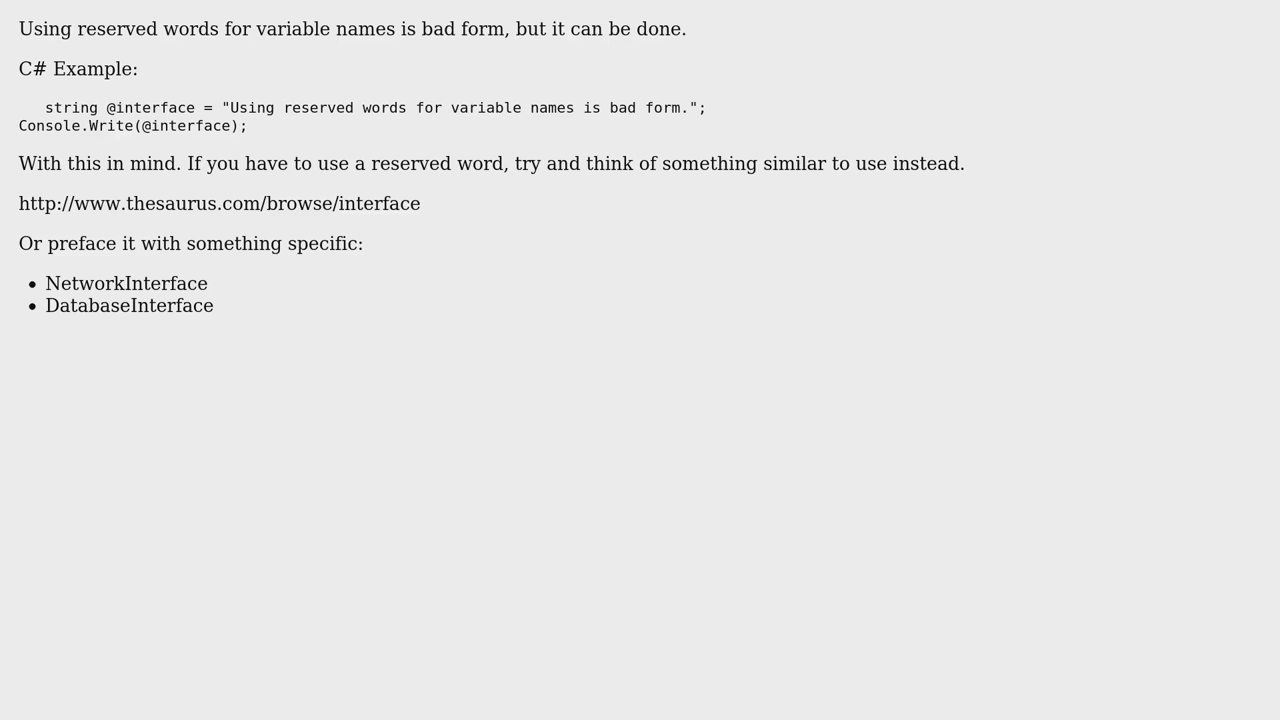 Using reserved words for variable names is bad form, but it can be done.
C# Example:
string @interface = "Using reserved words for variable names is bad form.";
Console.Write(@interface);
With this in mind. If you have to use a reserved word, try and think of something similar to use instead.
http://www.thesaurus.com/browse/interface
Or preface it with something specific:
• NetworkInterface
• DatabaseInterface